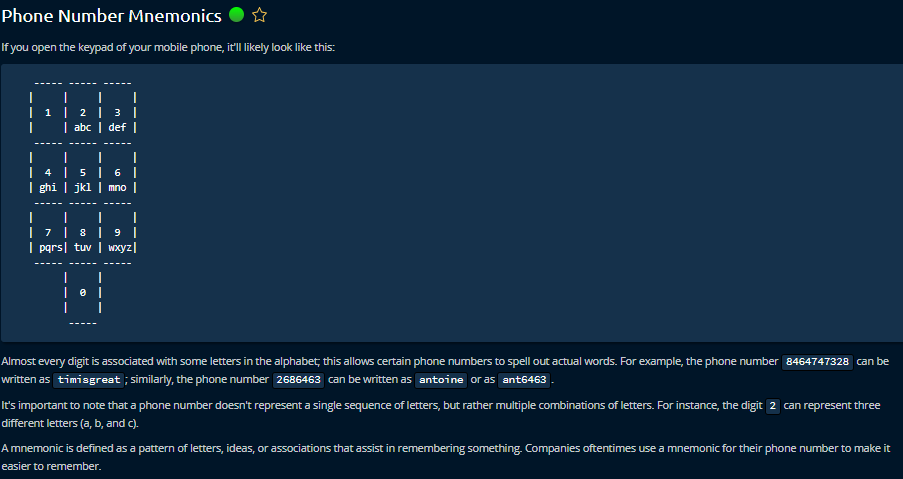 Phone Number Mnemonics
If you open the keypad of your mobile phone, it'll likely look like this:
 ----- ----- -----
|     |     |     |
|  1  |  2  |  3  |
|     | abc | def |
 ----- ----- -----
|     |     |     |
|  4  |  5  |  6  |
| ghi | jkl | mno |
 ----- ----- -----
|     |     |     |
|  7  |  8  |  9  |
| pqrs| tuv | wxyz|
 ----- ----- -----
      |     |
      |  0  |
      |     |
       -----
Almost every digit is associated with some letters in the alphabet; this allows certain phone numbers to spell out actual words. For example, the phone number 8464747328 can be
written as timisgreat; similarly, the phone number 2686463 can be written as antoine or as ant6463.
It's important to note that a phone number doesn't represent a single sequence of letters, but rather multiple combinations of letters. For instance, the digit 2 can represent three
different letters (a, b, and c).
A mnemonic is defined as a pattern of letters, ideas, or associations that assist in remembering something. Companies oftentimes use a mnemonic for their phone number to make it
easier to remember.